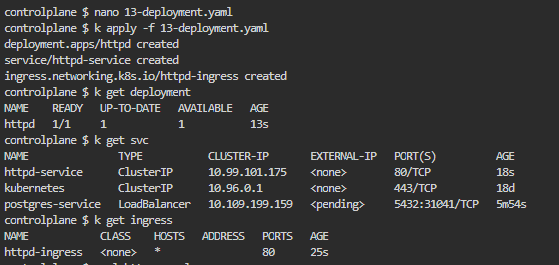 controlplane $ nano 13-deployment.yaml
controlplane $ k apply -f 13-deployment.yaml
deployment.apps/httpd created
service/httpd-service created
ingress.networking.k8s.io/httpd-ingress created
controlplane $ k get deployment
NAME READY UP-TO-DATE AVAILABLE AGE
httpd 1/1 1 1 13s
controlplane $ k get svc
NAME TYPE CLUSTER-IP EXTERNAL-IP PORT(S) AGE
httpd-service ClusterIP 10.99.101.175 <none> 80/TCP 18s
kubernetes ClusterIP 10.96.0.1 <none> 443/TCP 18d
postgres-service LoadBalancer 10.109.199.159 <pending> 5432:31041/TCP 5m54s
controlplane $ k get ingress
NAME CLASS HOSTS ADDRESS PORTS AGE
httpd-ingress <none> * 80 25s